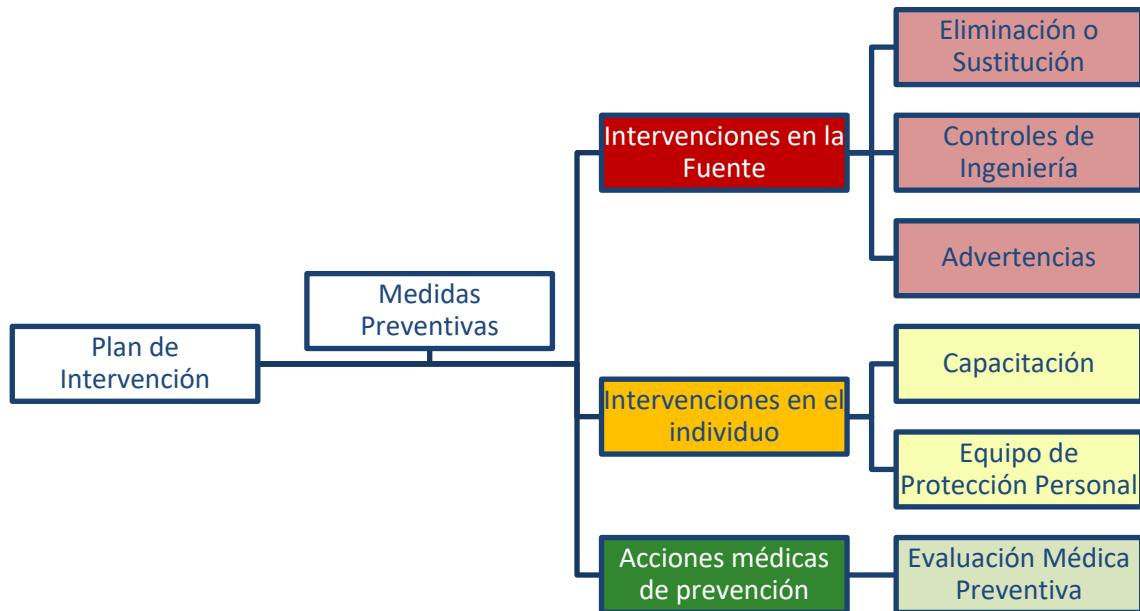 Plan de
Intervención
Medidas
Preventivas
Intervenciones en la
Fuente
Eliminación o
Sustitución
Controles de
Ingeniería
Advertencias
Intervenciones en el
individuo
Capacitación
Equipo de
Protección Personal
Acciones médicas
de prevención
Evaluación Médica
Preventiva